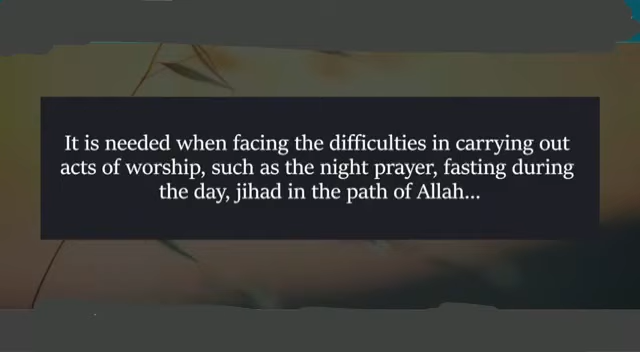 It is needed when facing the difficulties in carrying out
acts of worship, such as the night prayer, fasting during
the day, jihad in the path of Allah...